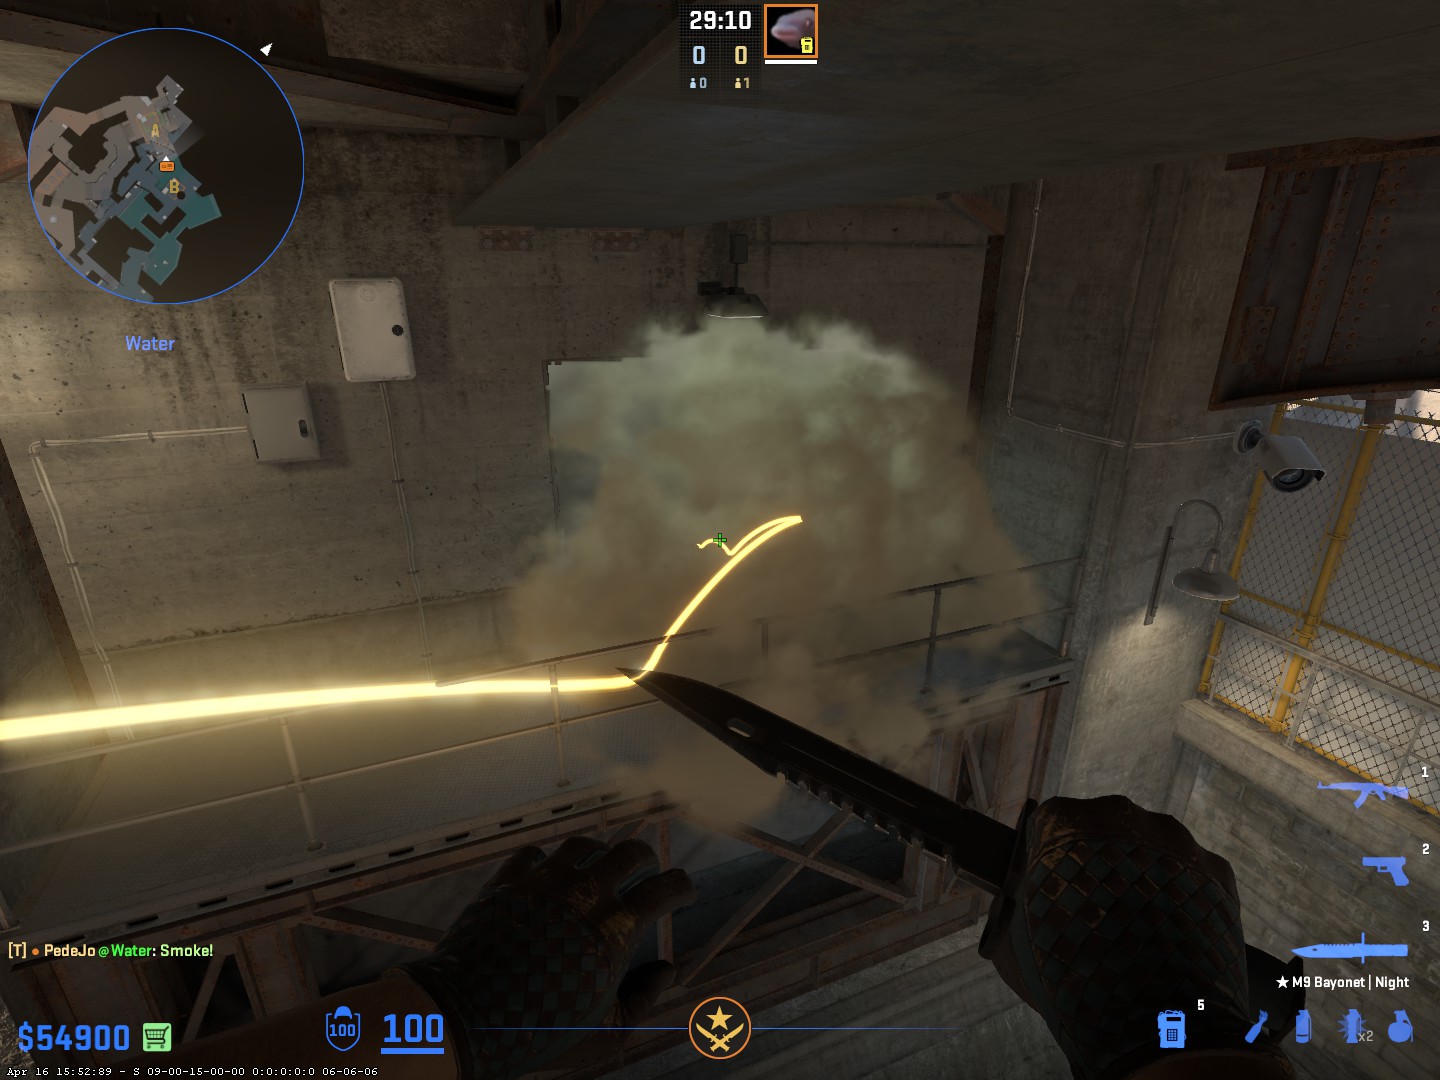 29:10
0 0
0 1
A
B
Water
1
2
3
[T] ● PedeJo @ Water: Smoke!
★ M9 Bayonet | Night
5
x2
$54900
100
100
Apr 16 15:52:89 - S 09-00-15-00-00 0:0:0:0:0 06-06-06